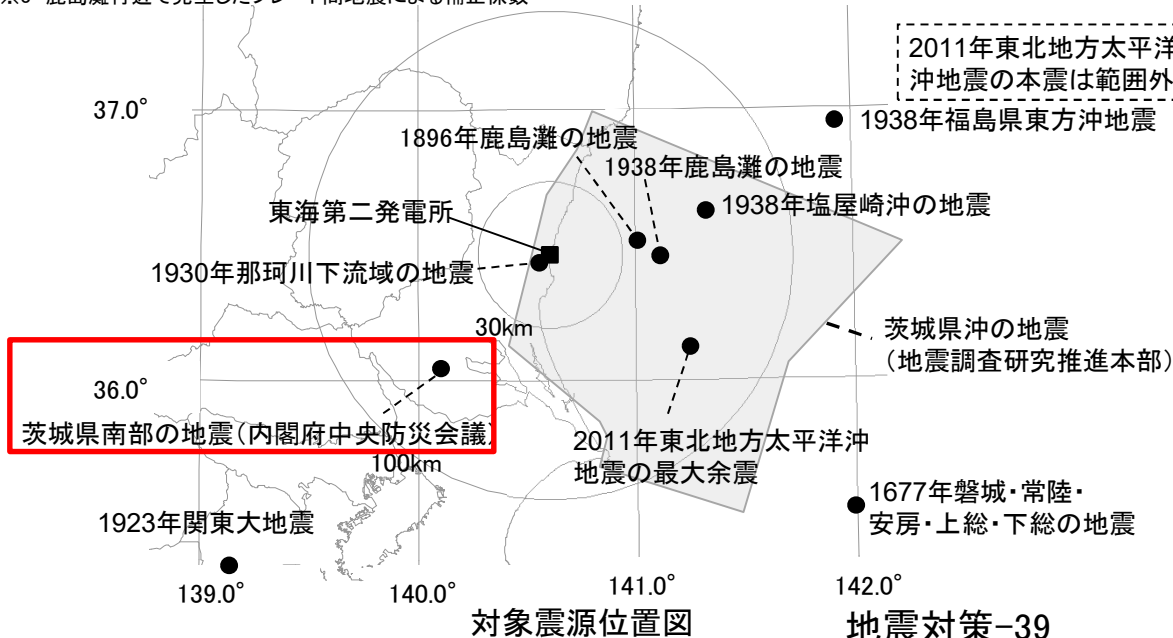 2011年東北地方太平洋
沖地震の本震は範囲外
37.0°
1938年福島県東方沖地震
1896年鹿島灘の地震
1938年鹿島灘の地震
1938年塩屋崎沖の地震
東海第二発電所
1930年那珂川下流域の地震
30km
茨城県沖の地震
(地震調査研究推進本部)
36.0°
茨城県南部の地震(内閣府中央防災会議)
2011年東北地方太平洋沖
地震の最大余震
100km
1677年磐城・常陸・
安房・上総・下総の地震
1923年関東大地震
139.0°
140.0°
141.0°
142.0°
対象震源位置図
地震対策-39